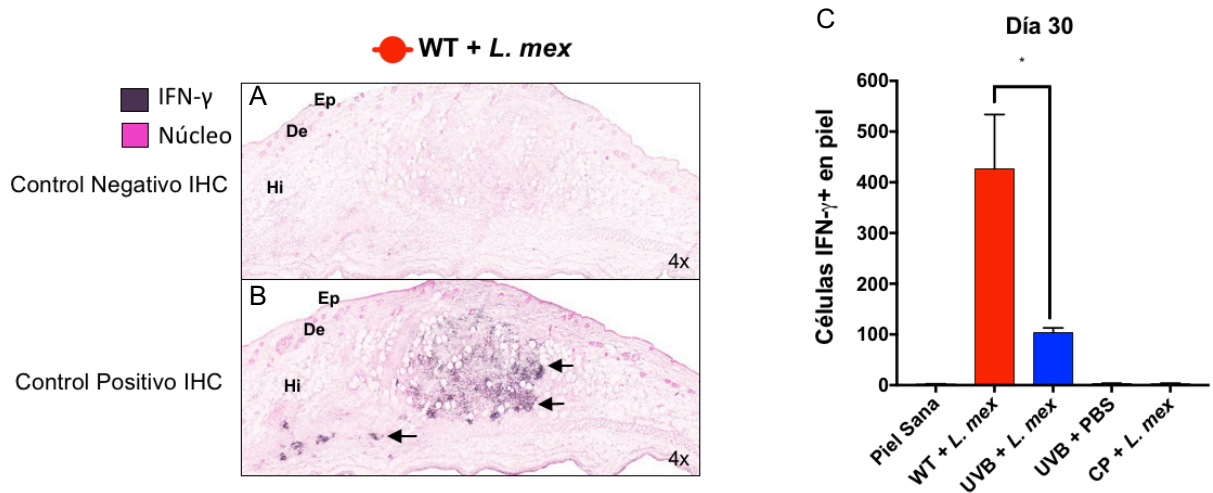 WT + L. mex
IFN-γ
Núcleo
Control Negativo IHC
A
Ep
De
Hi
4x
Control Positivo IHC
B
Ep
De
Hi
4x
C
Día 30
*
Células IFN-γ+ en piel
600
500
400
300
200
100
0
Piel Sana
WT + L. mex
UVB + L. mex
UVB + PBS
CP + L. mex